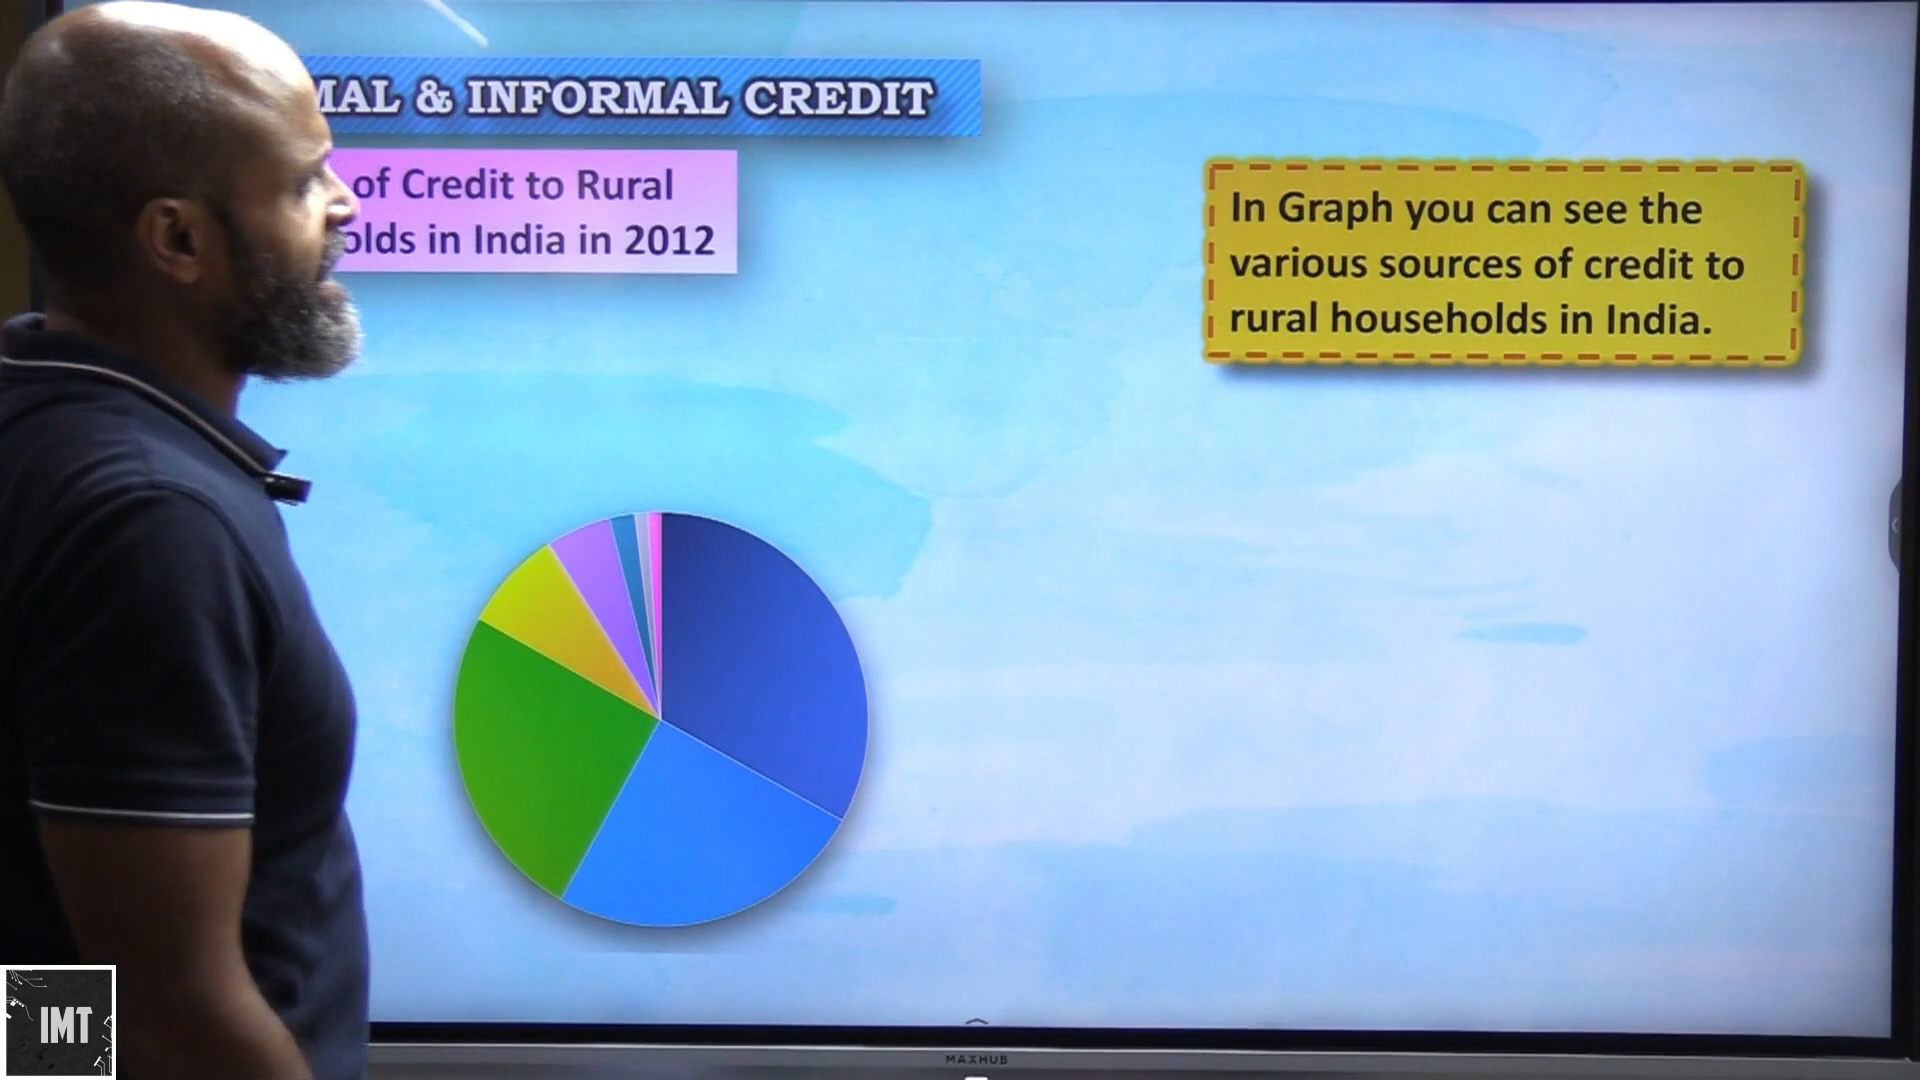 MAL & INFORMAL CREDIT
of Credit to Rural
olds in India in 2012
In Graph you can see the
various sources of credit to
rural households in India.
MAXHUB
IMT